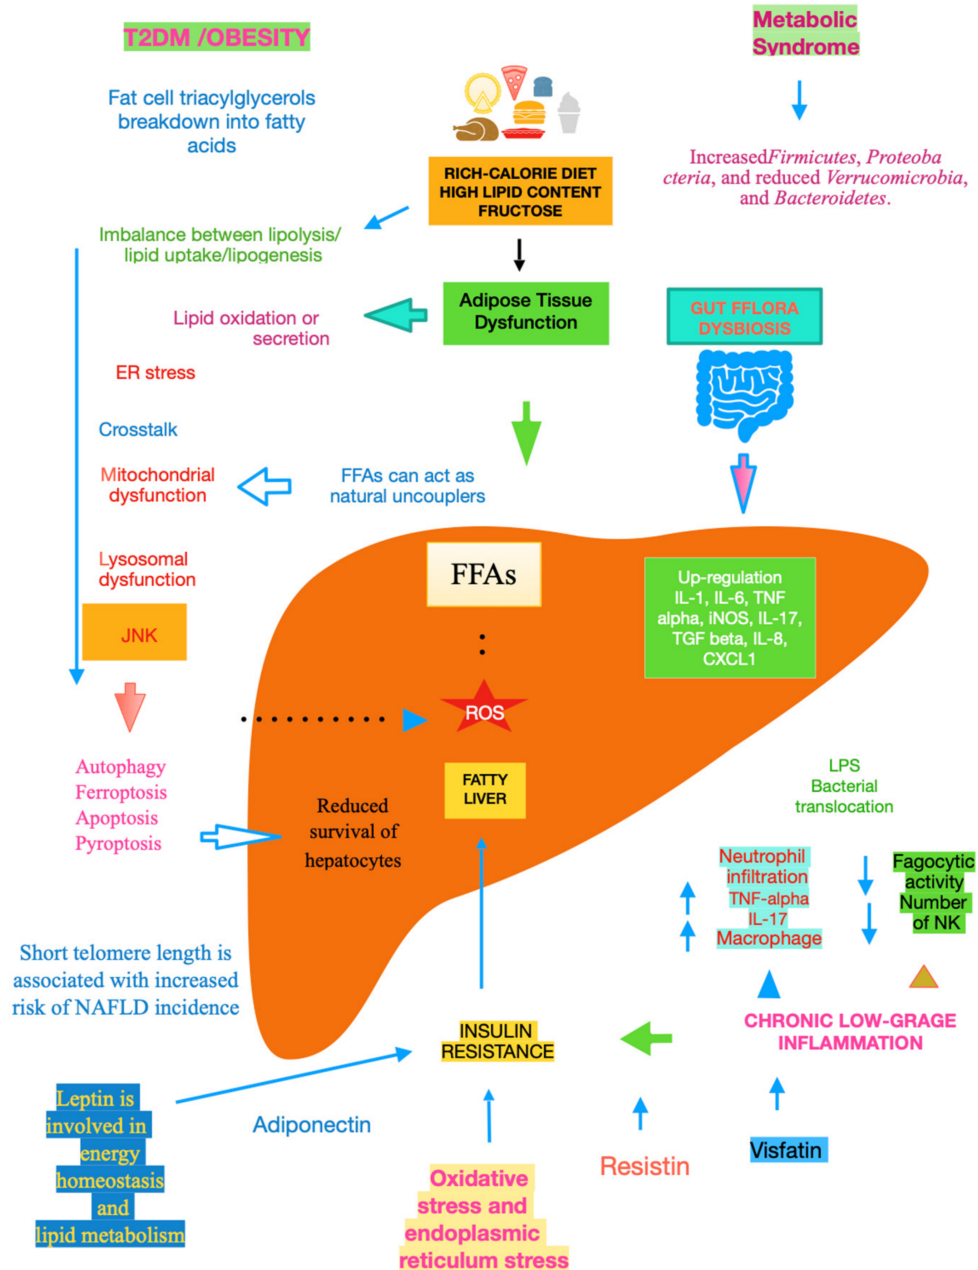 T2DM /OBESITY
Metabolic
Syndrome
Fat cell triacylglycerols
breakdown into fatty
acids
RICH-CALORIE DIET
HIGH LIPID CONTENT
FRUCTOSE
IncreasedFirmicutes, Proteoba
cteria, and reduced Verrucomicrobia,
and Bacteroidetes.
Imbalance between lipolysis/
lipid uptake/lipogenesis
Adipose Tissue
Dysfunction
GUT FFLORA
DYSBIOSIS
Lipid oxidation or
secretion
ER stress
Crosstalk
Mitochondrial
dysfunction
FFAs can act as
natural uncouplers
Lysosomal
dysfunction
JNK
FFAs
:
Up-regulation
IL-1, IL-6, TNF
alpha, iNOS, IL-17,
TGF beta, IL-8,
CXCL1
ROS
Autophagy
Ferroptosis
Apoptosis
Pyroptosis
FATTY
LIVER
Reduced
survival of
hepatocytes
LPS
Bacterial
translocation
Neutrophil
infiltration
TNF-alpha
IL-17
Macrophage
Fagocytic
activity
Number
of NK
Short telomere length is
associated with increased
risk of NAFLD incidence
INSULIN
RESISTANCE
CHRONIC LOW-GRAGE
INFLAMMATION
Leptin is
involved in
energy
homeostasis
and
lipid metabolism
Adiponectin
Oxidative
stress and
endoplasmic
reticulum stress
Resistin
Visfatin